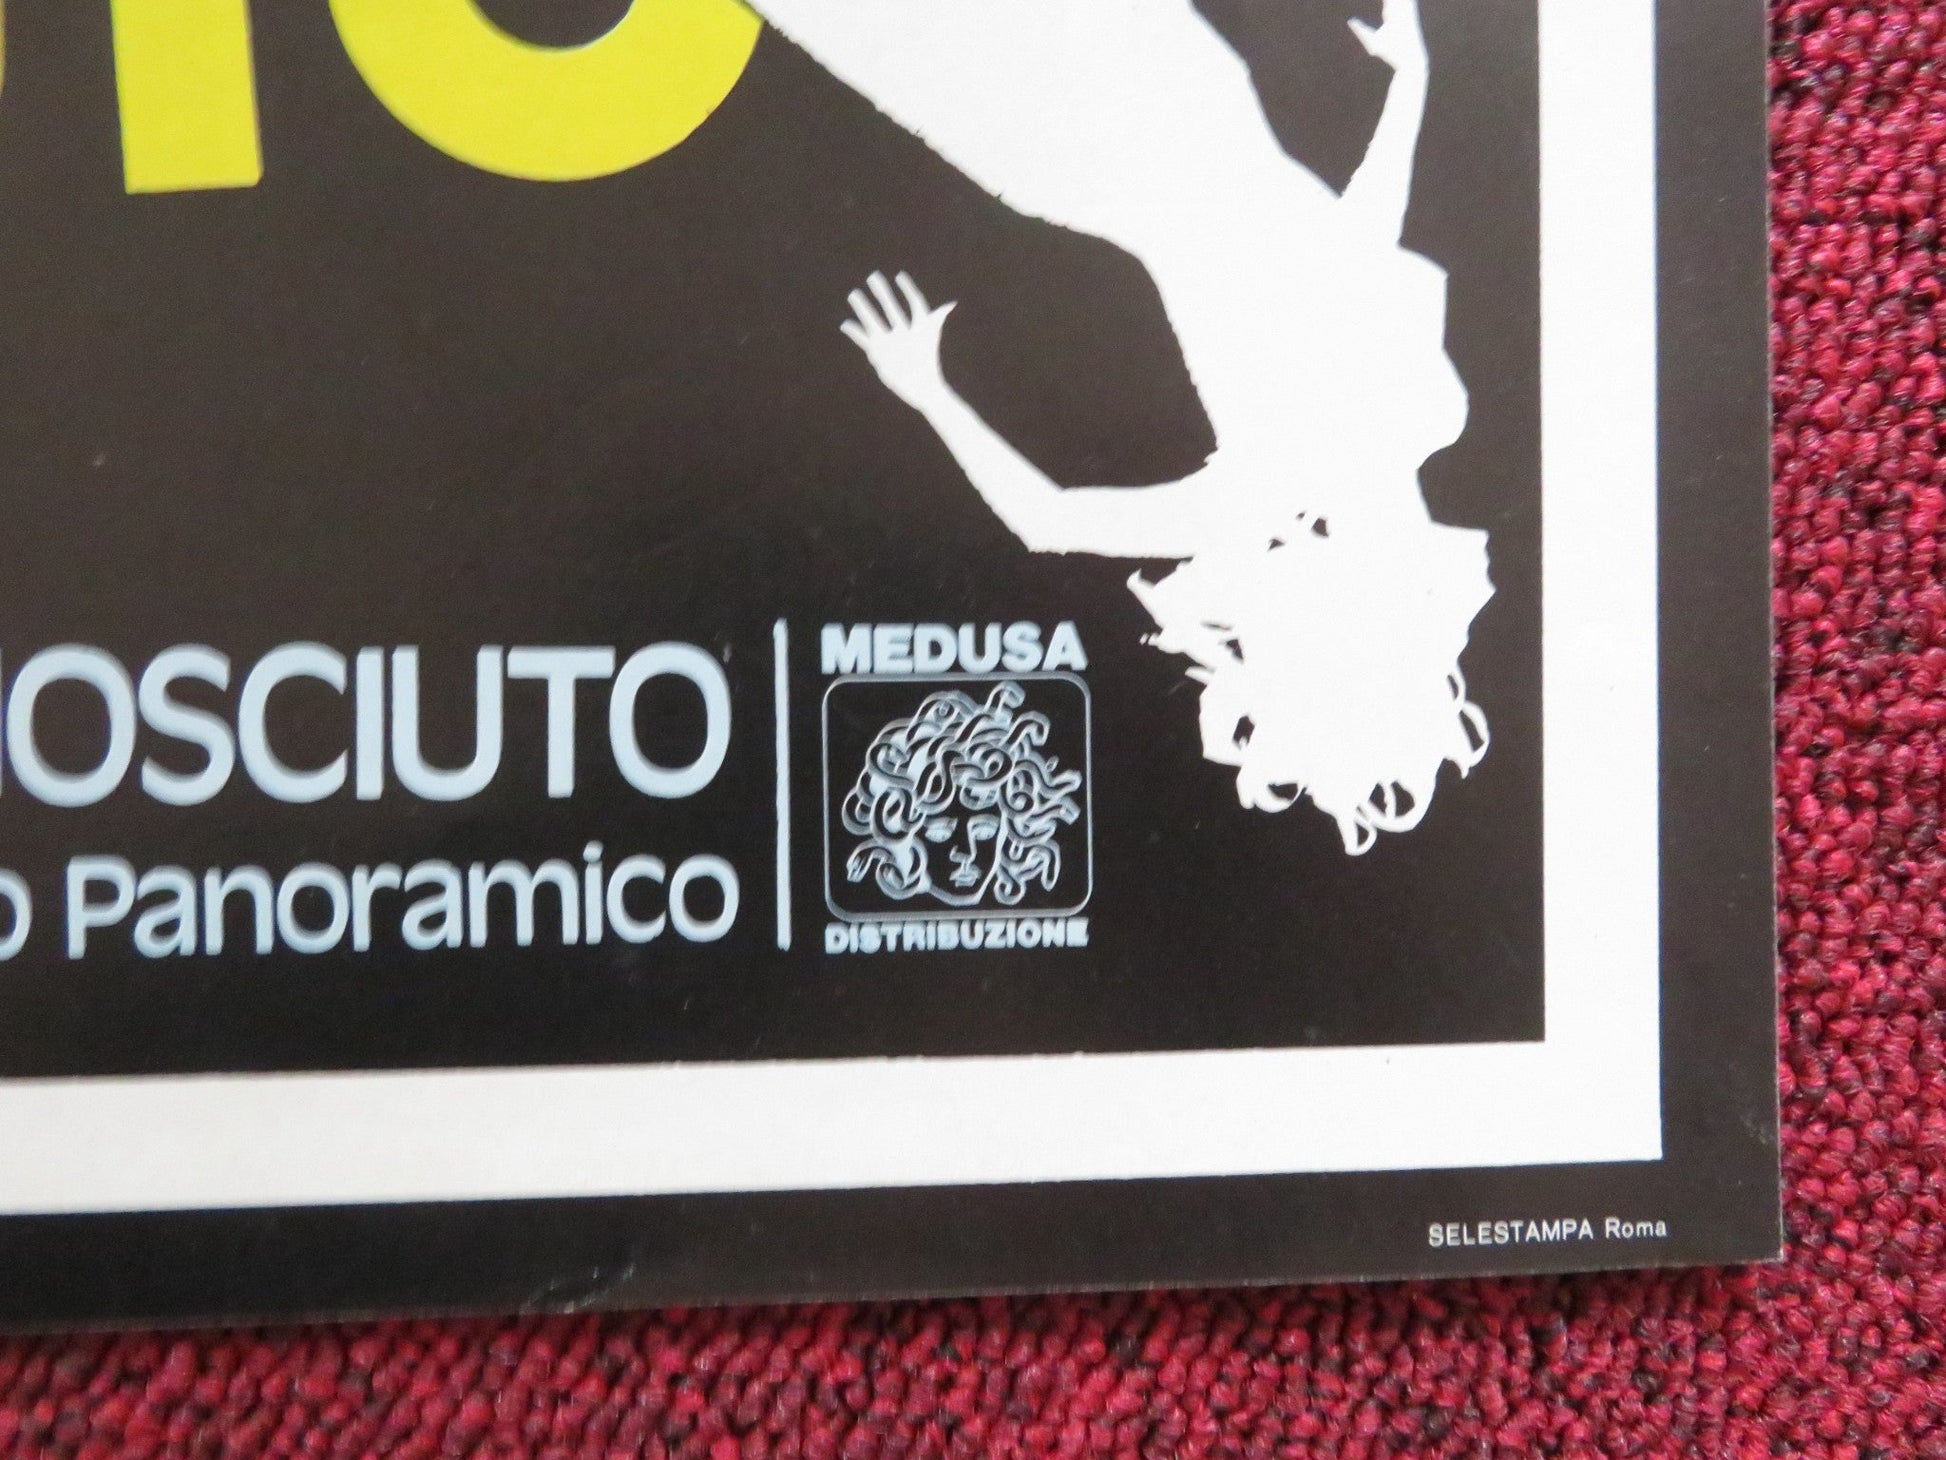 IOSCIUTO
o Panoramico
MEDUSA
DISTRIBUZIONE
SELESTAMPA Roma